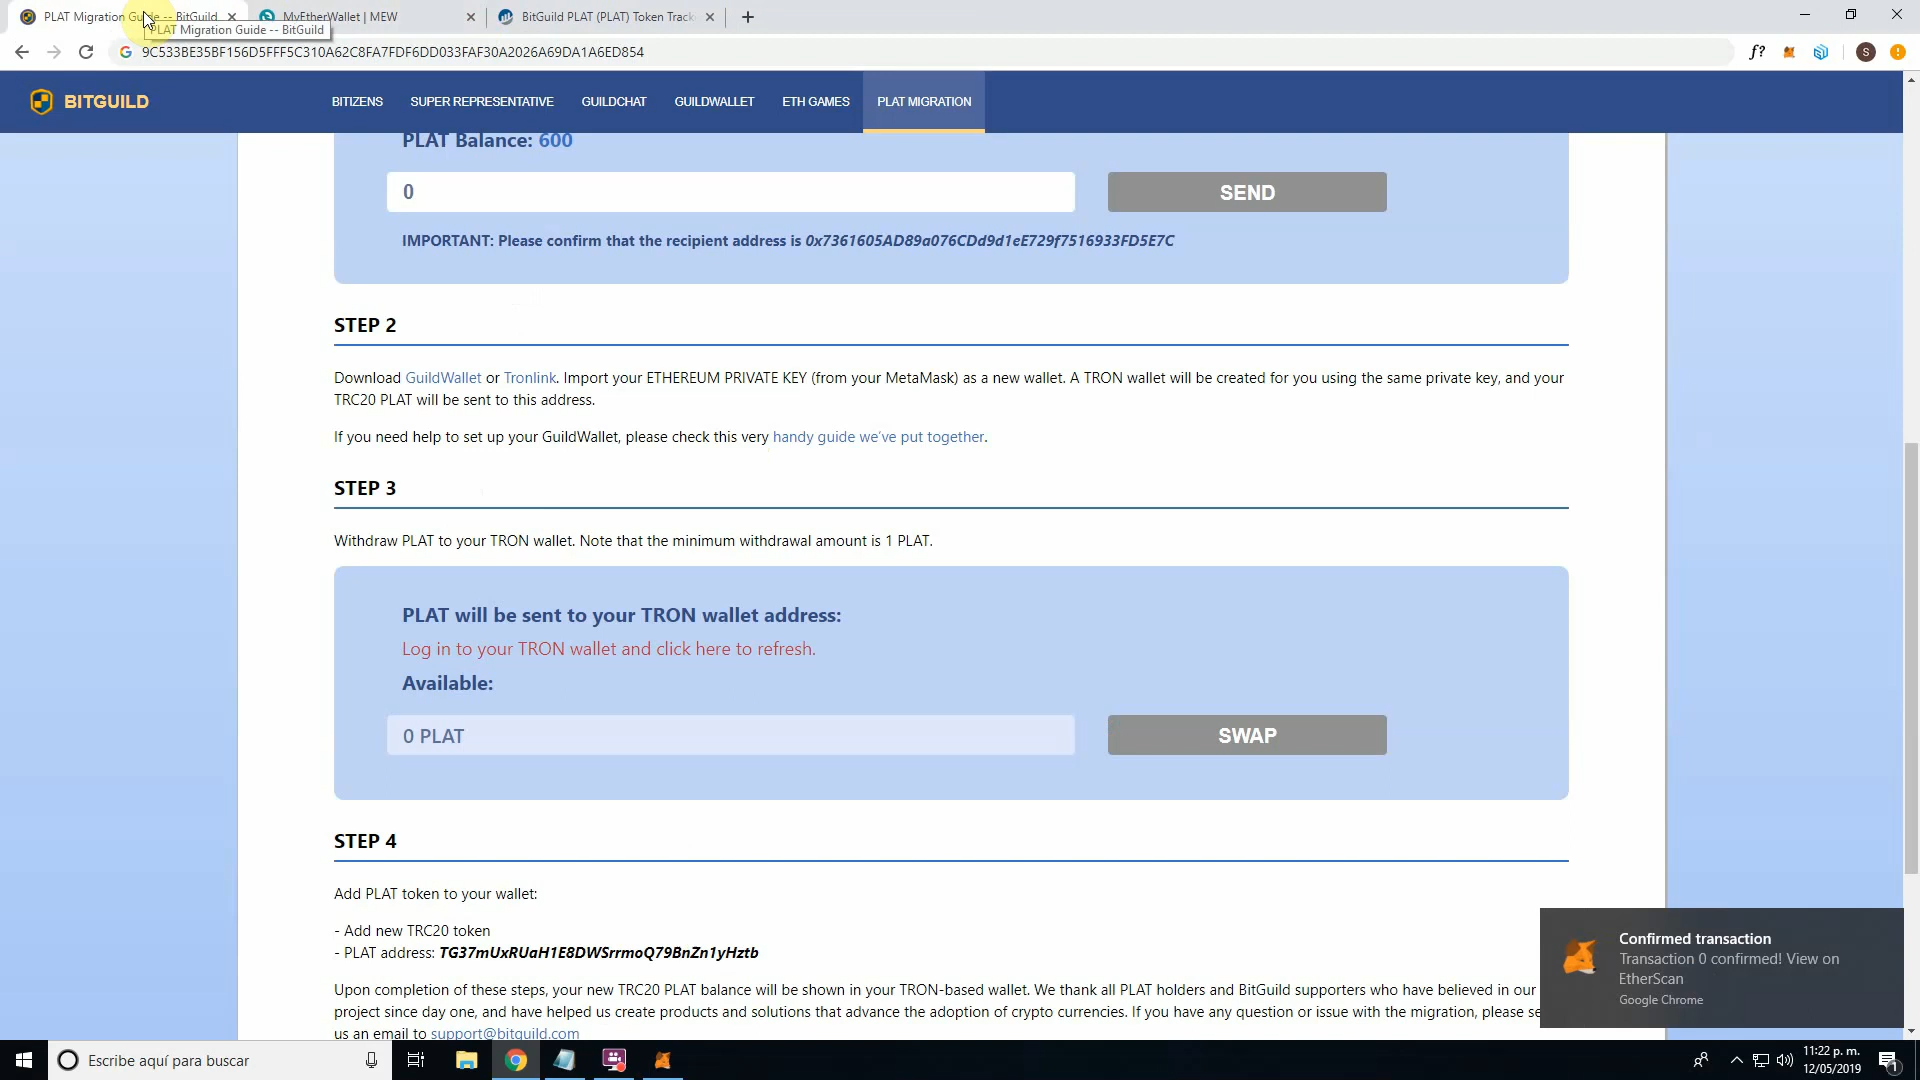 PLAT Migration Guide -- BitGuild
MyEtherWallet | MEW
BitGuild PLAT (PLAT) Token Track
PLAT Migration Guide -- BitGuild
9C533BE35BF156D5FFF5C310A62C8FA7FDF6DD033FAF30A2026A69DA1A6ED854
f?
S
BITGUILD
BITIZENS
SUPER REPRESENTATIVE
GUILDCHAT
GUILDWALLET
ETH GAMES
PLAT MIGRATION
PLAT Balance: 600
0
SEND
IMPORTANT: Please confirm that the recipient address is 0x7361605AD89a076CDd9d1eE729f7516933FD5E7C
STEP 2
Download GuildWallet or Tronlink. Import your ETHEREUM PRIVATE KEY (from your MetaMask) as a new wallet. A TRON wallet will be created for you using the same private key, and your
TRC20 PLAT will be sent to this address.
If you need help to set up your GuildWallet, please check this very handy guide we've put together.
STEP 3
Withdraw PLAT to your TRON wallet. Note that the minimum withdrawal amount is 1 PLAT.
PLAT will be sent to your TRON wallet address:
Log in to your TRON wallet and click here to refresh.
Available:
0 PLAT
SWAP
STEP 4
Add PLAT token to your wallet:
- Add new TRC20 token
- PLAT address: TG37mUxRUaH1E8DWSrrmoQ79BnZn1yHztb
Upon completion of these steps, your new TRC20 PLAT balance will be shown in your TRON-based wallet. We thank all PLAT holders and BitGuild supporters who have believed in our
project since day one, and have helped us create products and solutions that advance the adoption of crypto currencies. If you have any question or issue with the migration, please se
us an email to support@bitguild.com
Confirmed transaction
Transaction 0 confirmed! View on
EtherScan
Google Chrome
Escribe aquí para buscar
11:22 p. m.
12/05/2019
1